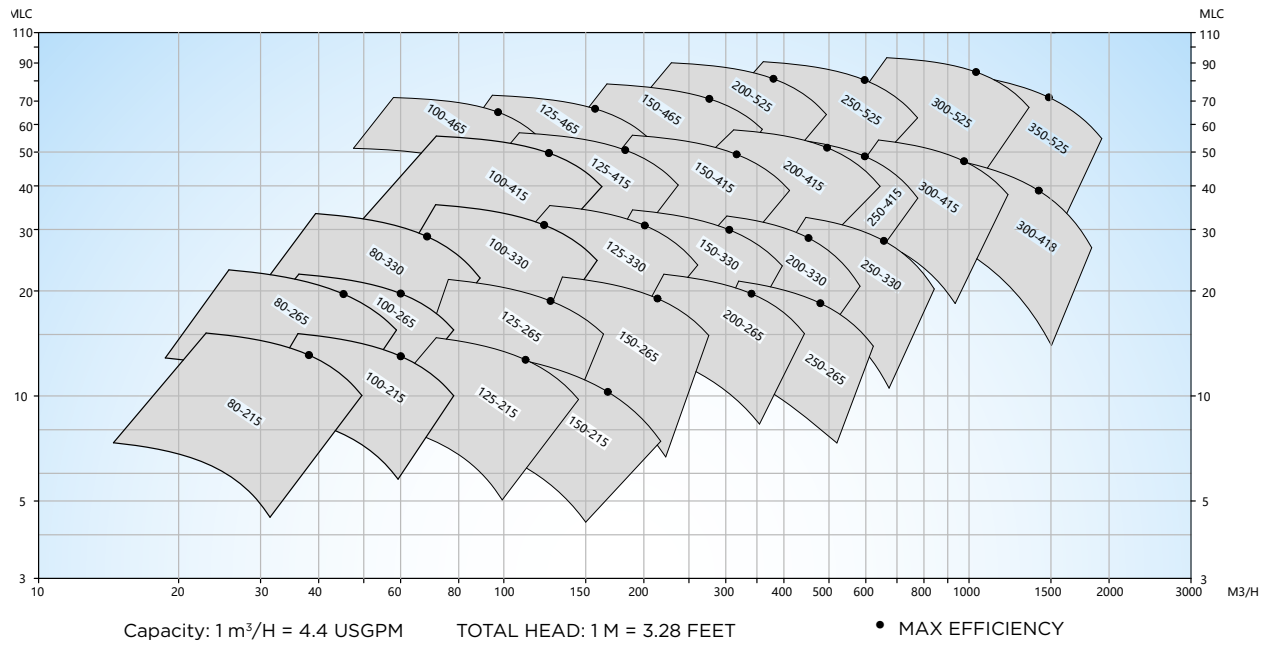 MLC MLC
110 110
90 90
70 70
60 60
50 50
40 40
30 30
20 20
10 10
5 5
3 3
100-465 125-465 150-465 200-525 250-525 300-525 350-525
100-415 125-415 150-415 200-415 250-415 300-415 300-418
80-330 100-330 125-330 150-330 200-330 250-330
80-265 100-265 125-265 150-265 200-265 250-265
80-215 100-215 125-215 150-215
10 20 30 40 60 80 100 150 200 300 400 500 600 800 1000 1500 2000 3000 M3/H
Capacity: 1 m³/H = 4.4 USGPM TOTAL HEAD: 1 M = 3.28 FEET ● MAX EFFICIENCY